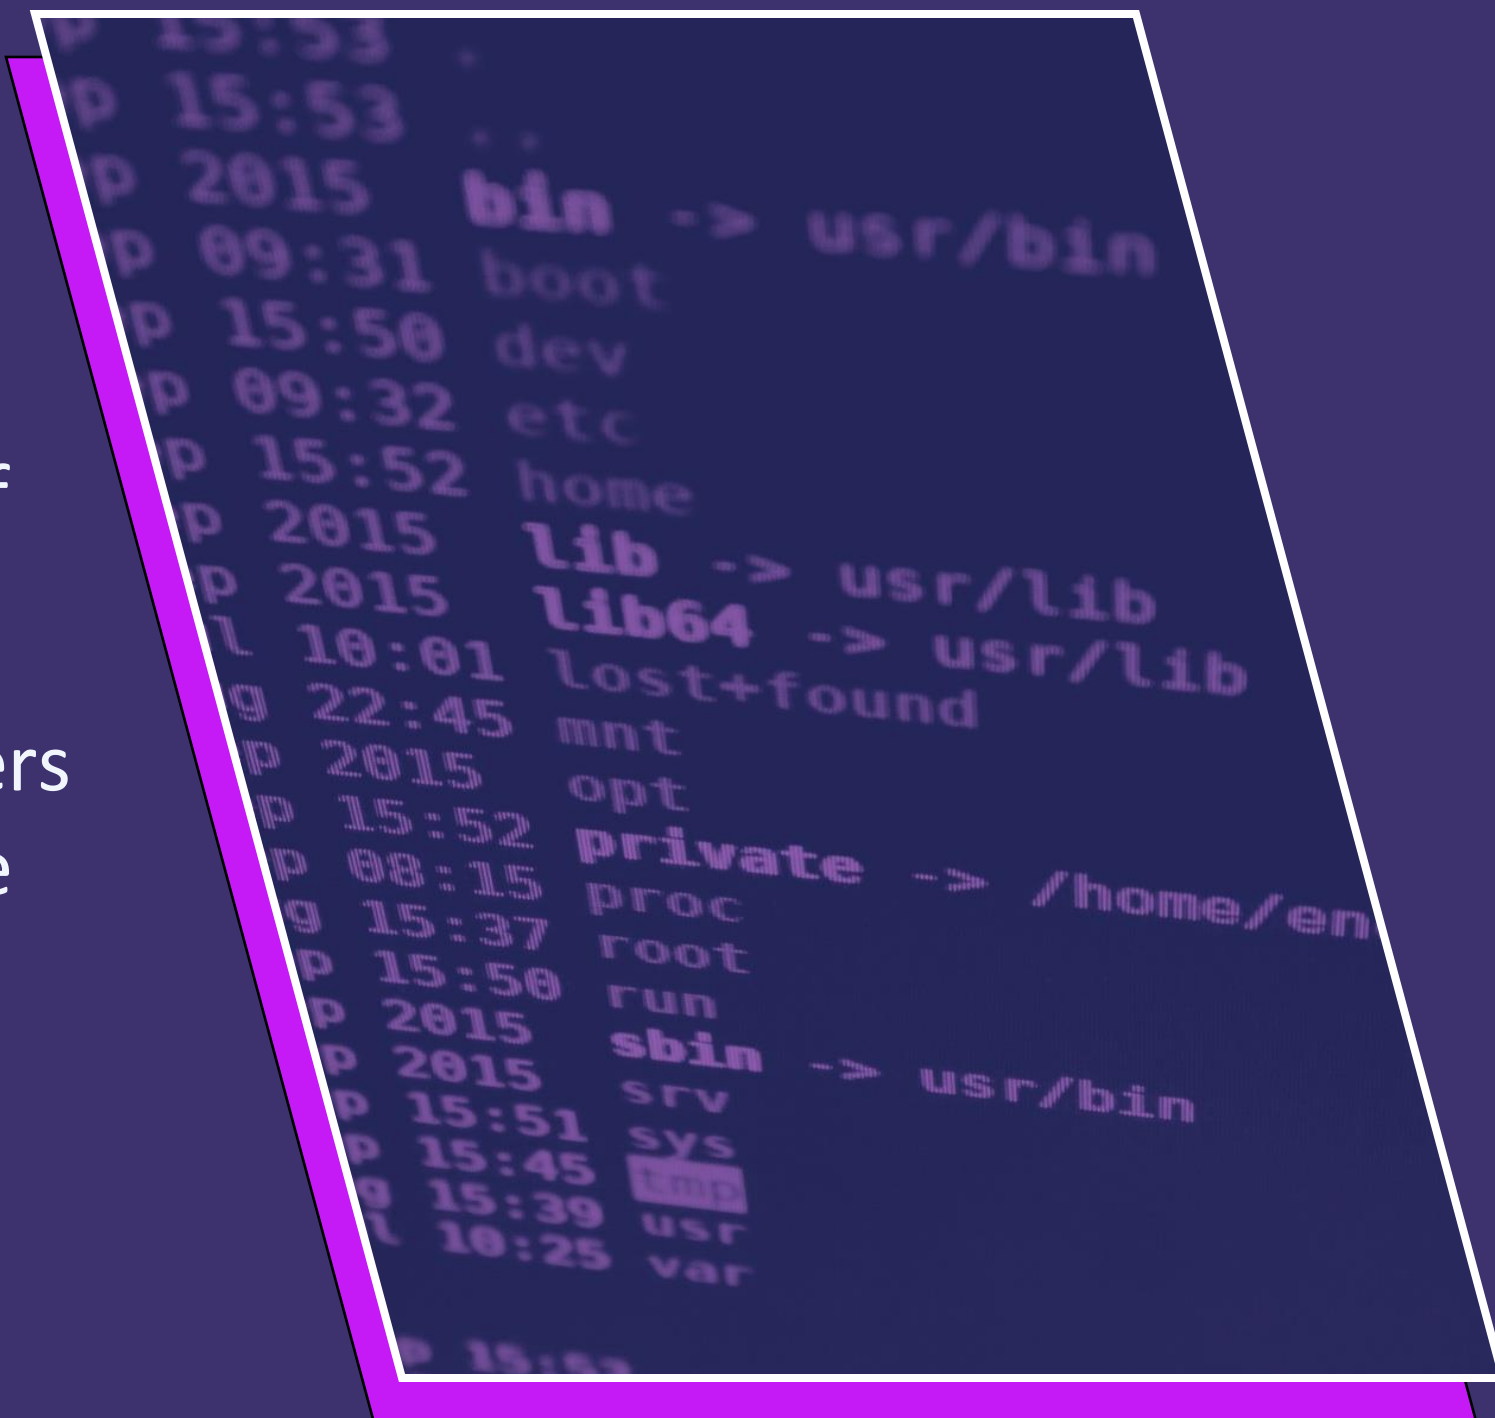 p 15:53 .
p 15:53 ..
p 2015 bin -> usr/bin
p 09:31 boot
p 15:50 dev
p 09:32 etc
p 15:52 home
p 2015 lib -> usr/lib
p 2015 lib64 -> usr/lib
l 10:01 lost+found
g 22:45 mnt
p 2015 opt
p 15:52 private -> /home/en
p 08:15 proc
g 15:37 root
p 15:50 run
p 2015 sbin -> usr/bin
p 2015 srv
p 15:51 sys
p 15:45 tmp
g 15:39 usr
l 10:25 var
p 15:53
f
ers
e